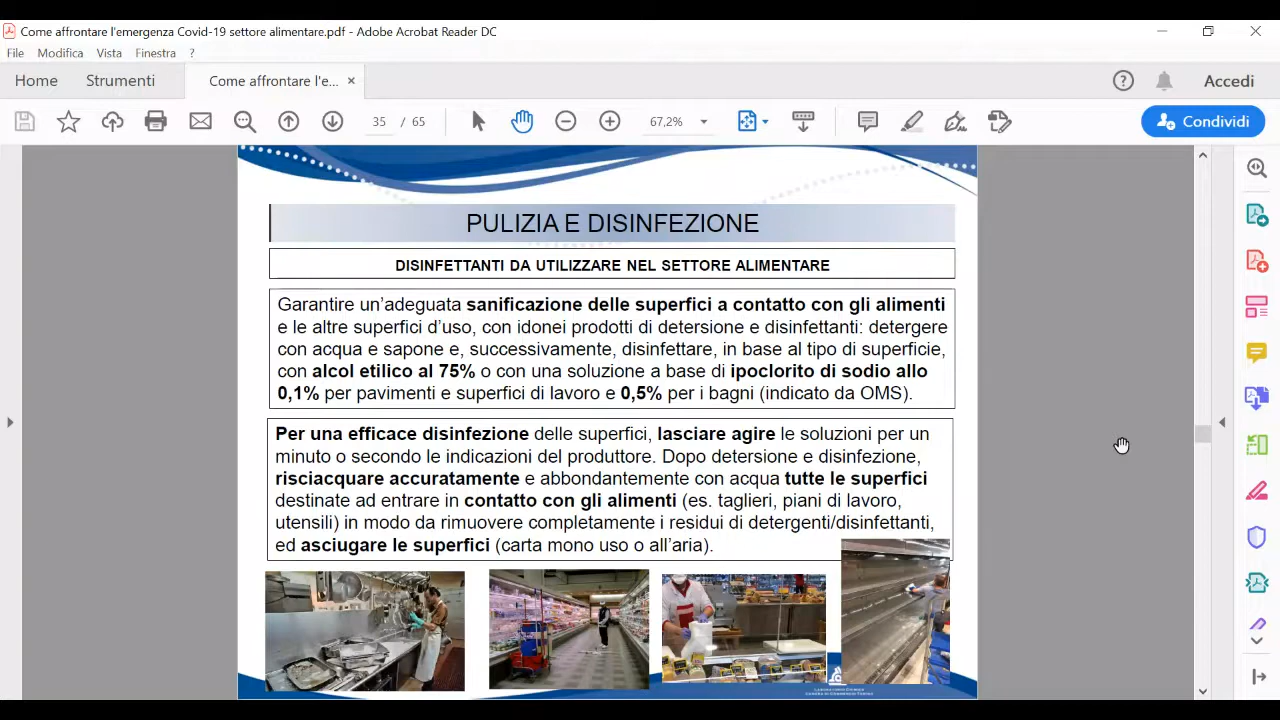 Come affrontare l'emergenza Covid-19 settore alimentare.pdf - Adobe Acrobat Reader DC
File Modifica Vista Finestra ?
Home Strumenti Come affrontare l'e... × Accedi
35 / 65 67,2% Condividi
PULIZIA E DISINFEZIONE
DISINFETTANTI DA UTILIZZARE NEL SETTORE ALIMENTARE
Garantire un’adeguata sanificazione delle superfici a contatto con gli alimenti
e le altre superfici d’uso, con idonei prodotti di detersione e disinfettanti: detergere
con acqua e sapone e, successivamente, disinfettare, in base al tipo di superficie,
con alcol etilico al 75% o con una soluzione a base di ipoclorito di sodio allo
0,1% per pavimenti e superfici di lavoro e 0,5% per i bagni (indicato da OMS).
Per una efficace disinfezione delle superfici, lasciare agire le soluzioni per un
minuto o secondo le indicazioni del produttore. Dopo detersione e disinfezione,
risciacquare accuratamente e abbondantemente con acqua tutte le superfici
destinate ad entrare in contatto con gli alimenti (es. taglieri, piani di lavoro,
utensili) in modo da rimuovere completamente i residui di detergenti/disinfettanti,
ed asciugare le superfici (carta mono uso o all’aria).
LABORATORIO CHIMICO
CAMERA DI COMMERCIO TORINO